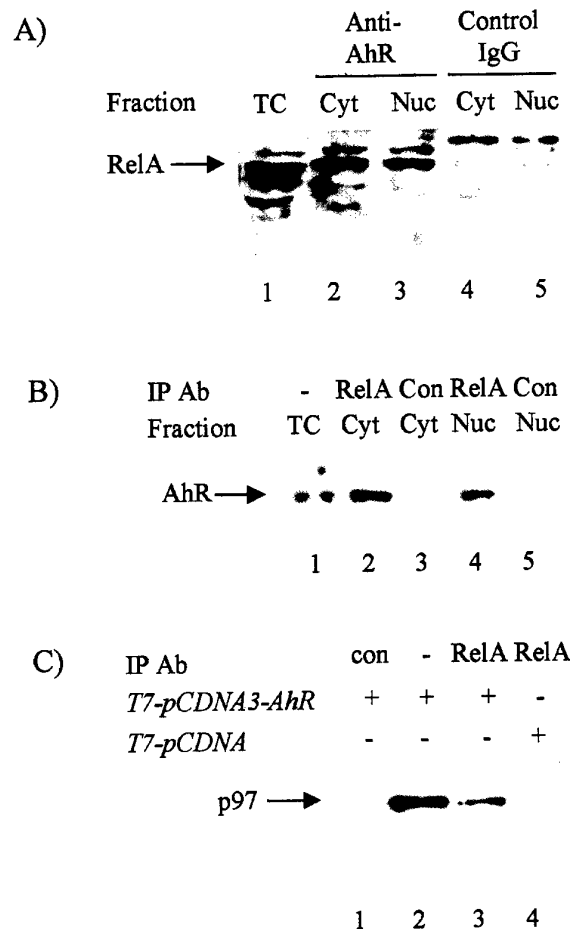 A)
Anti-
AhR
Control
IgG
Fraction TC Cyt Nuc Cyt Nuc
RelA
1 2 3 4 5
B)
IP Ab - RelA Con RelA Con
Fraction TC Cyt Cyt Nuc Nuc
AhR
1 2 3 4 5
C)
IP Ab con - RelA RelA
T7-pCDNA3-AhR + + + -
T7-pCDNA - - - +
p97
1 2 3 4